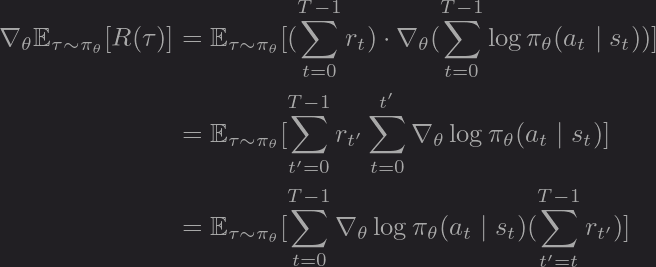 ∇_θ 𝔼_{τ∼π_θ}[R(τ)] = 𝔼_{τ∼π_θ}[(∑_{t=0}^{T−1} r_t) · ∇_θ(∑_{t=0}^{T−1} log π_θ(a_t | s_t))]
= 𝔼_{τ∼π_θ}[∑_{t′=0}^{T−1} r_{t′} ∑_{t=0}^{t′} ∇_θ log π_θ(a_t | s_t)]
= 𝔼_{τ∼π_θ}[∑_{t=0}^{T−1} ∇_θ log π_θ(a_t | s_t)(∑_{t′=t}^{T−1} r_{t′})]